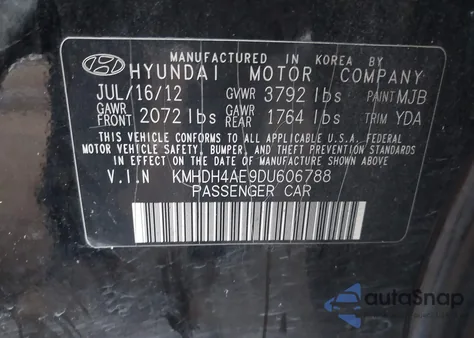 MANUFACTURED IN KOREA BY
HYUNDAI MOTOR COMPANY
JUL/16/12 GVWR 3792 lbs PAINT MJB
GAWR FRONT 2072 lbs GAWR REAR 1764 lbs TRIM YDA
THIS VEHICLE CONFORMS TO ALL APPLICABLE U.S.A. FEDERAL
MOTOR VEHICLE SAFETY, BUMPER, AND THEFT PREVENTION STANDARDS
IN EFFECT ON THE DATE OF MANUFACTURE SHOWN ABOVE.
V.I.N KMHDH4AE9DU606788
PASSENGER CAR
autoSnap